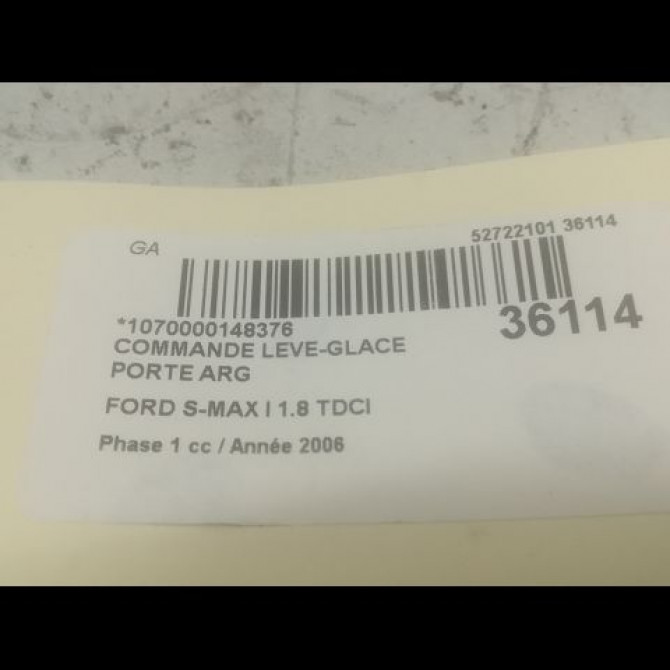 GA
52722101 36114
*1070000148376
36114
COMMANDE LEVE-GLACE
PORTE ARG
FORD S-MAX I 1.8 TDCI
Phase 1 cc / Année 2006